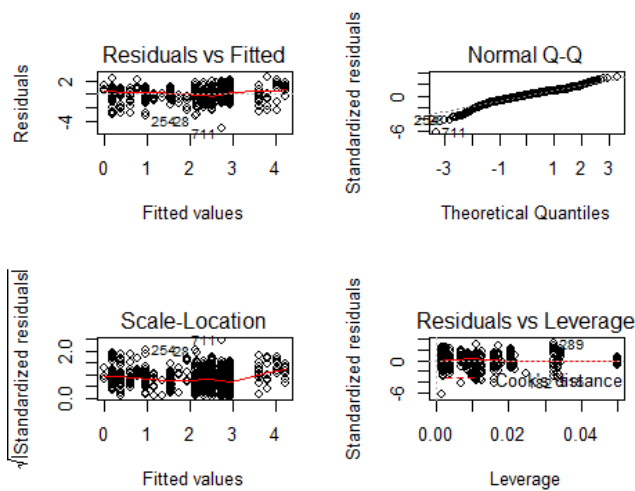 Residuals vs Fitted
Residuals
2
-4
254
28
711
0 1 2 3 4
Fitted values
Normal Q-Q
Standardized residuals
0
-6
711
-3 -1 1 2 3
Theoretical Quantiles
Scale-Location
√|Standardized residuals|
2.0
0.0
254
28
711
0 1 2 3 4
Fitted values
Residuals vs Leverage
Standardized residuals
0
-6
289
Cook's distance
0.00 0.02 0.04
Leverage